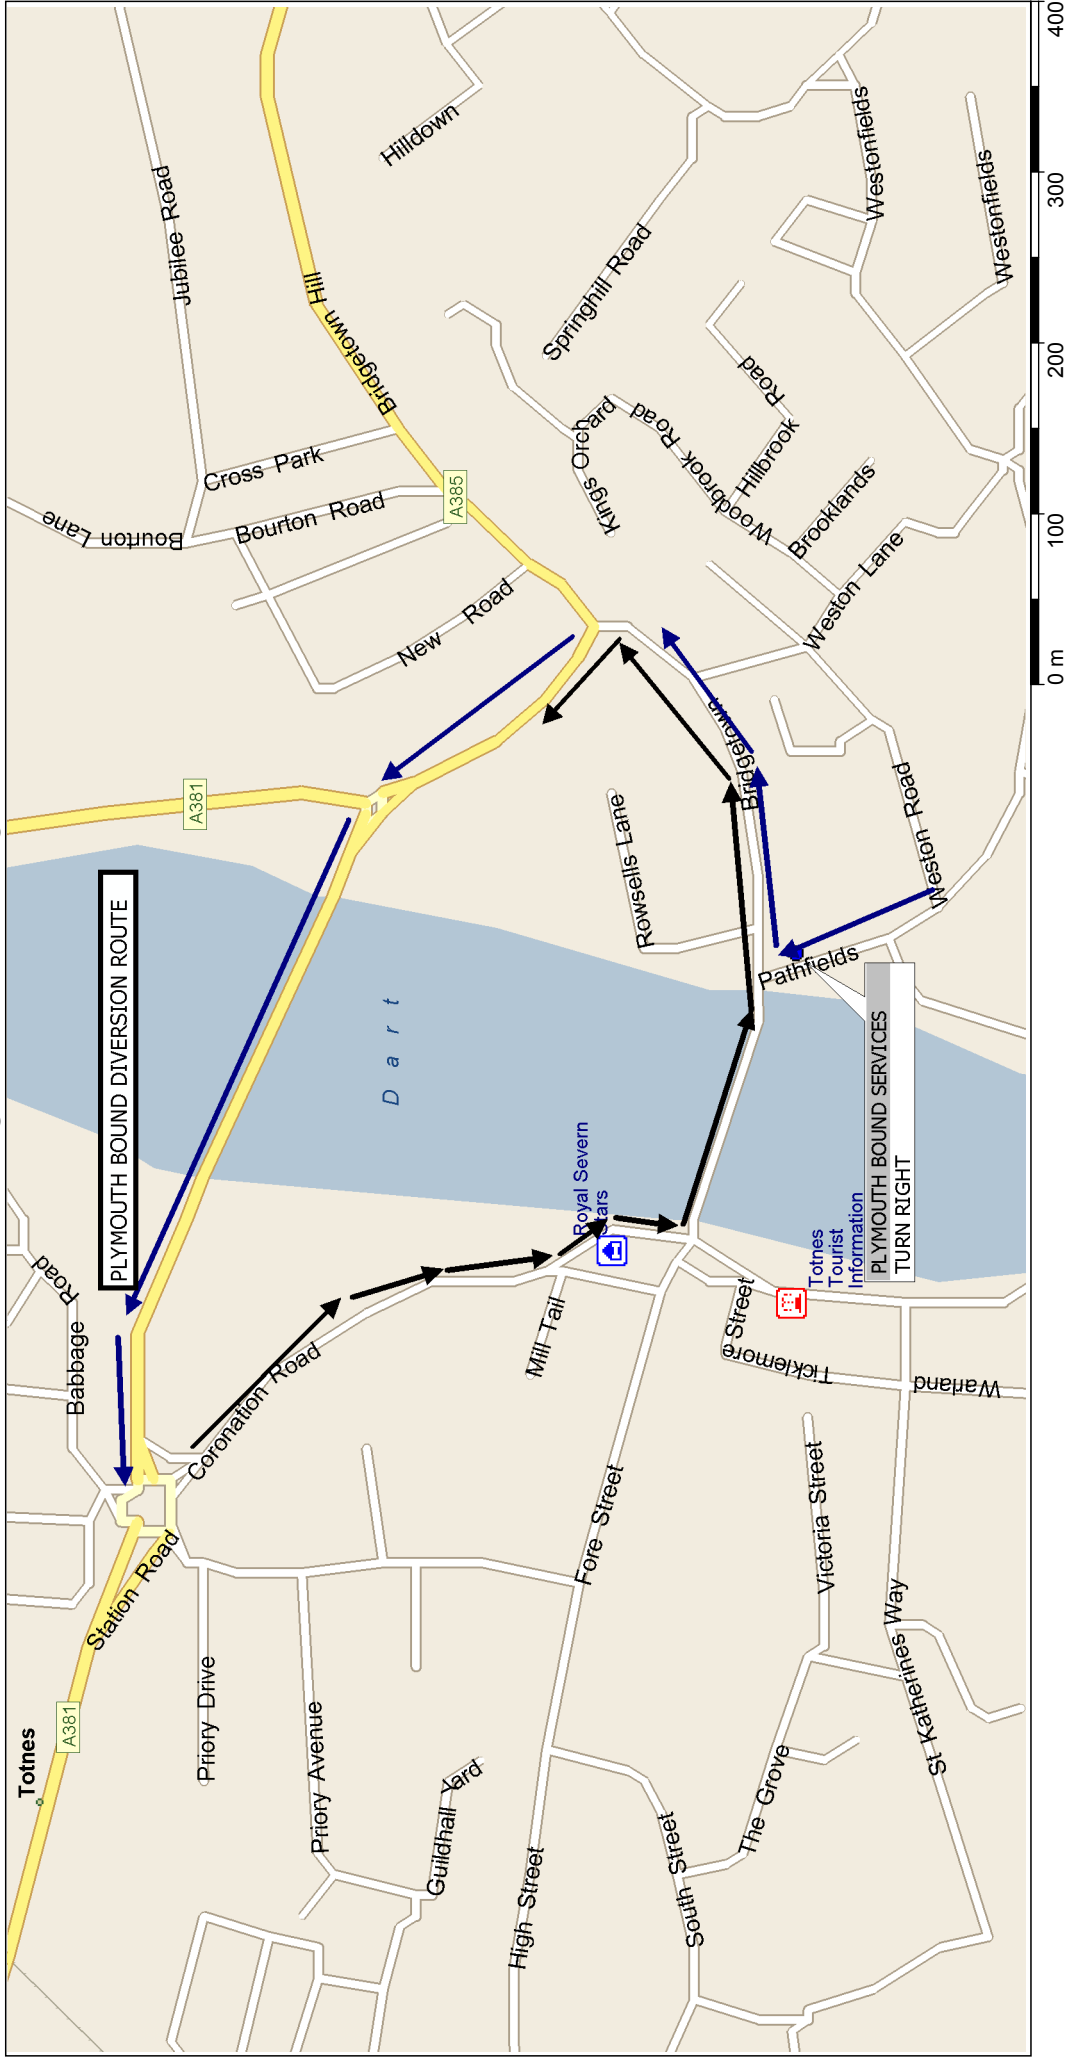 Totnes
A381
Station Road
Babbage
Road
PLYMOUTH BOUND DIVERSION ROUTE
A381
Bourton Lane
Jubilee Road
Priory Drive
Coronation Road
Cross Park
Bourton Road
Bridgetown Hill
Priory Avenue
Dart
New Road
A385
Hilldown
Guildhall Yard
Mill Tail
Royal Severn
Stars
Rowsells Lane
Kings Orchard
Springhill Road
High Street
Fore Street
Bridgetown
Woodbrook Road
Hillbrook
Road
South Street
The Grove
Victoria Street
Ticklemore
Street
Totnes
Tourist
Information
Pathfields
Weston Road
Weston Lane
Brooklands
Westonfields
PLYMOUTH BOUND SERVICES
TURN RIGHT
St Katherines Way
Warland
Westonfields
0 m
100
200
300
400